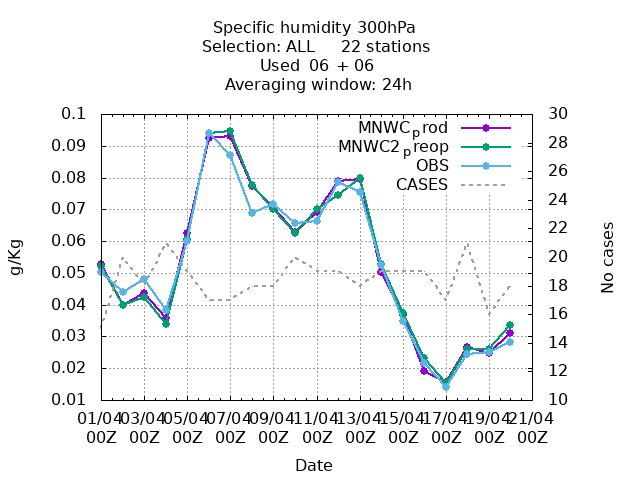 Specific humidity 300hPa
Selection: ALL 22 stations
Used 06 + 06
Averaging window: 24h
0.1 30
MNWCprod
0.09 28
MNWC2preop
OBS
0.08 26
CASES
24
0.07
22
0.06
g/Kg
20
No cases
0.05
18
0.04
16
0.03
14
0.02
12
0.01 10
01/04 03/04 05/04 07/04 09/04 11/04 13/04 15/04 17/04 19/04 21/04
00Z 00Z 00Z 00Z 00Z 00Z 00Z 00Z 00Z 00Z 00Z
Date